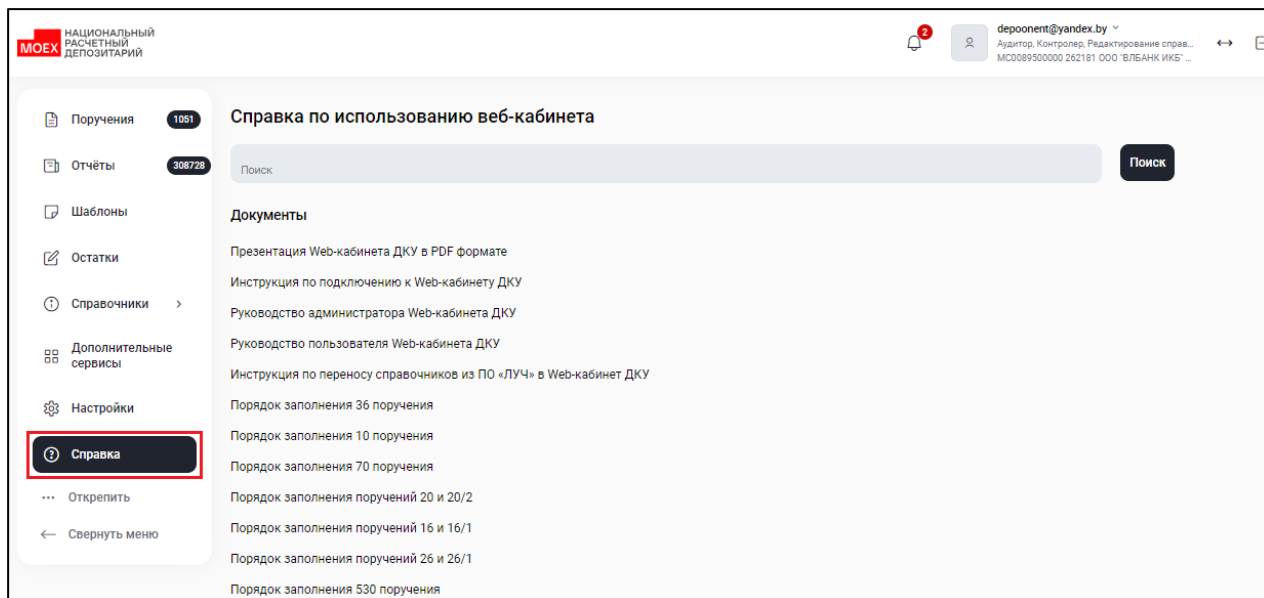 MOEX
НАЦИОНАЛЬНЫЙ
РАСЧЕТНЫЙ
ДЕПОЗИТАРИЙ
2
depoonent@yandex.by
Аудитор, Контролер, Редактирование справ...
MC0089500000 262181 ООО "ВЛБАНК ИКБ" ...
Поручения 1051
Отчёты 308728
Шаблоны
Остатки
Справочники
Дополнительные
сервисы
Настройки
Справка
Открепить
Свернуть меню
Справка по использованию веб-кабинета
Поиск
Поиск
Документы
Презентация Web-кабинета ДКУ в PDF формате
Инструкция по подключению к Web-кабинету ДКУ
Руководство администратора Web-кабинета ДКУ
Руководство пользователя Web-кабинета ДКУ
Инструкция по переносу справочников из ПО «ЛУЧ» в Web-кабинет ДКУ
Порядок заполнения 36 поручения
Порядок заполнения 10 поручения
Порядок заполнения 70 поручения
Порядок заполнения поручений 20 и 20/2
Порядок заполнения поручений 16 и 16/1
Порядок заполнения поручений 26 и 26/1
Порядок заполнения 530 поручения